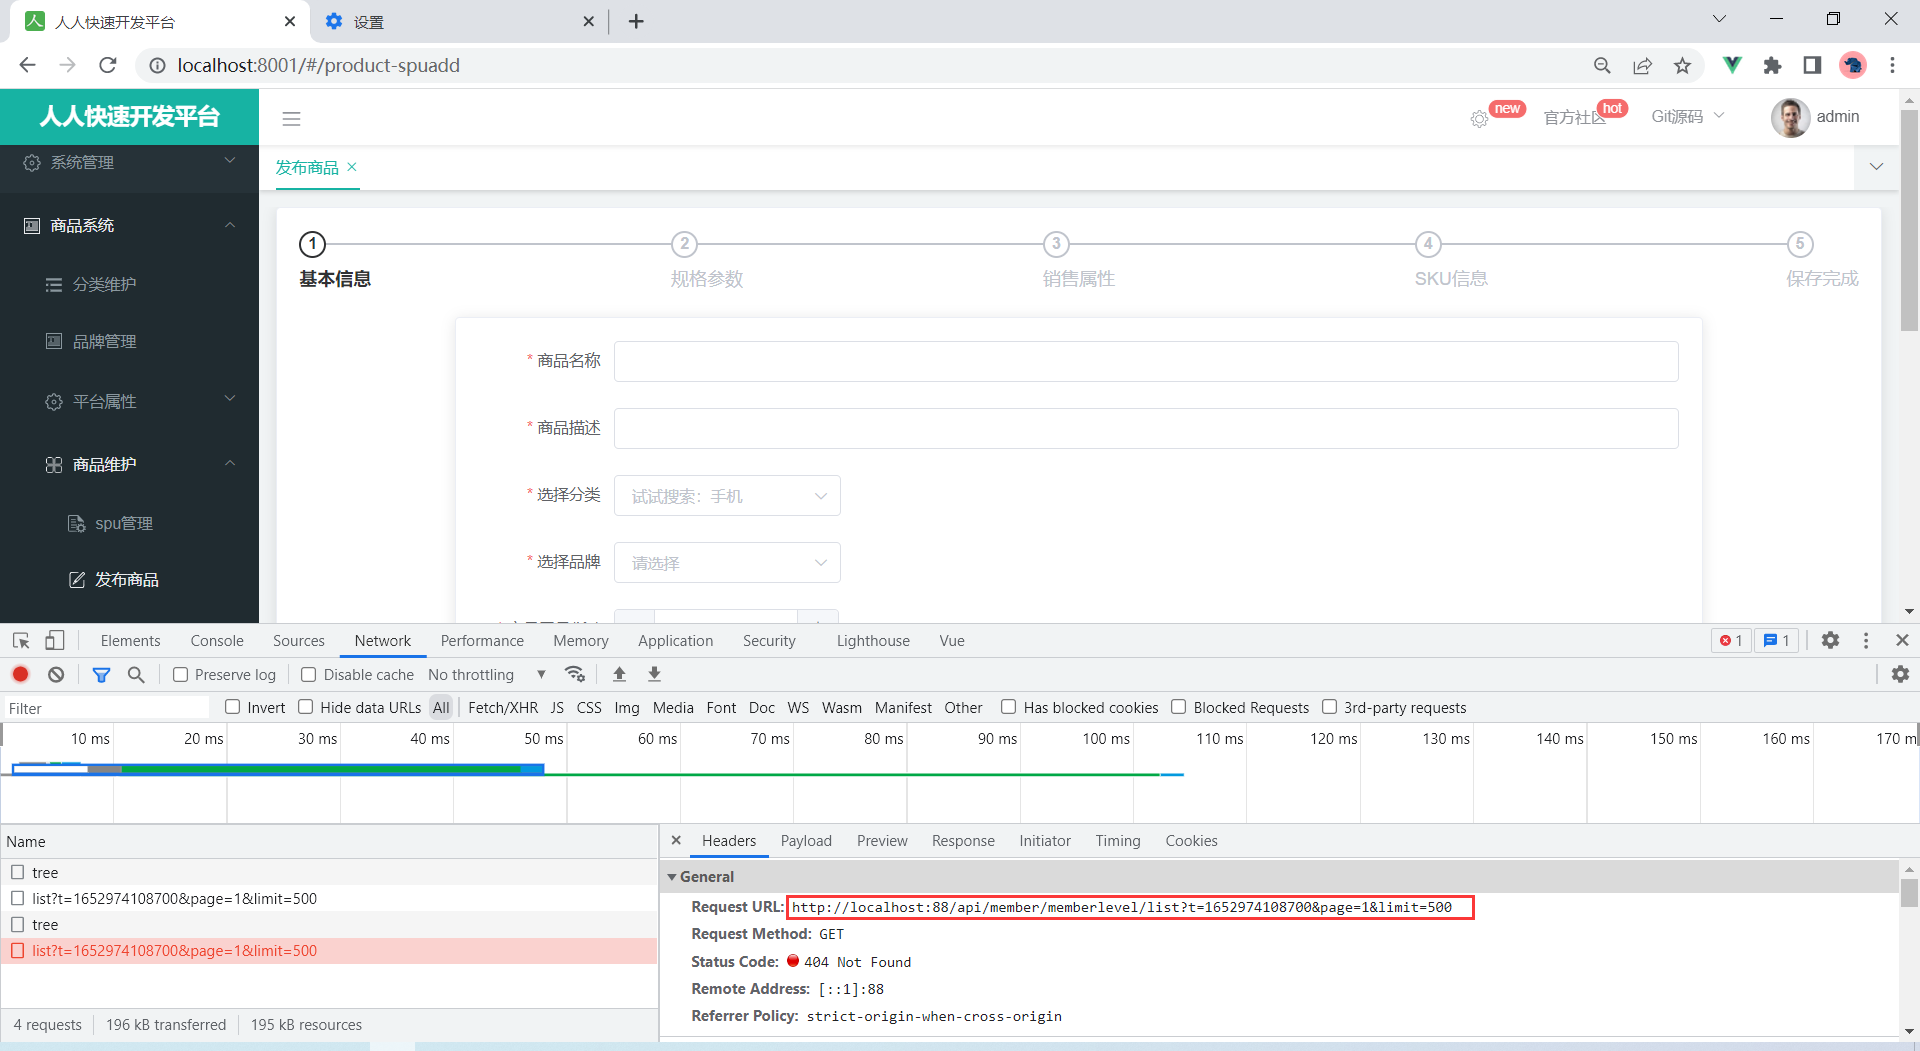 人人快速开发平台
设置
localhost:8001/#/product-spuadd
人人快速开发平台
new
官方社区
hot
Git源码
admin
系统管理
发布商品
商品系统
分类维护
品牌管理
平台属性
商品维护
spu管理
发布商品
1
2
3
4
5
基本信息
规格参数
销售属性
SKU信息
保存完成
* 商品名称
* 商品描述
* 选择分类
试试搜索：手机
* 选择品牌
请选择
Elements Console Sources Network Performance Memory Application Security Lighthouse Vue
1
1
Preserve log Disable cache No throttling
Filter Invert Hide data URLs All Fetch/XHR JS CSS Img Media Font Doc WS Wasm Manifest Other Has blocked cookies Blocked Requests 3rd-party requests
10 ms 20 ms 30 ms 40 ms 50 ms 60 ms 70 ms 80 ms 90 ms 100 ms 110 ms 120 ms 130 ms 140 ms 150 ms 160 ms 170 m
Name
tree
list?t=1652974108700&page=1&limit=500
tree
list?t=1652974108700&page=1&limit=500
4 requests 196 kB transferred 195 kB resources
Headers Payload Preview Response Initiator Timing Cookies
General
Request URL: http://localhost:88/api/member/memberlevel/list?t=1652974108700&page=1&limit=500
Request Method: GET
Status Code: 404 Not Found
Remote Address: [::1]:88
Referrer Policy: strict-origin-when-cross-origin